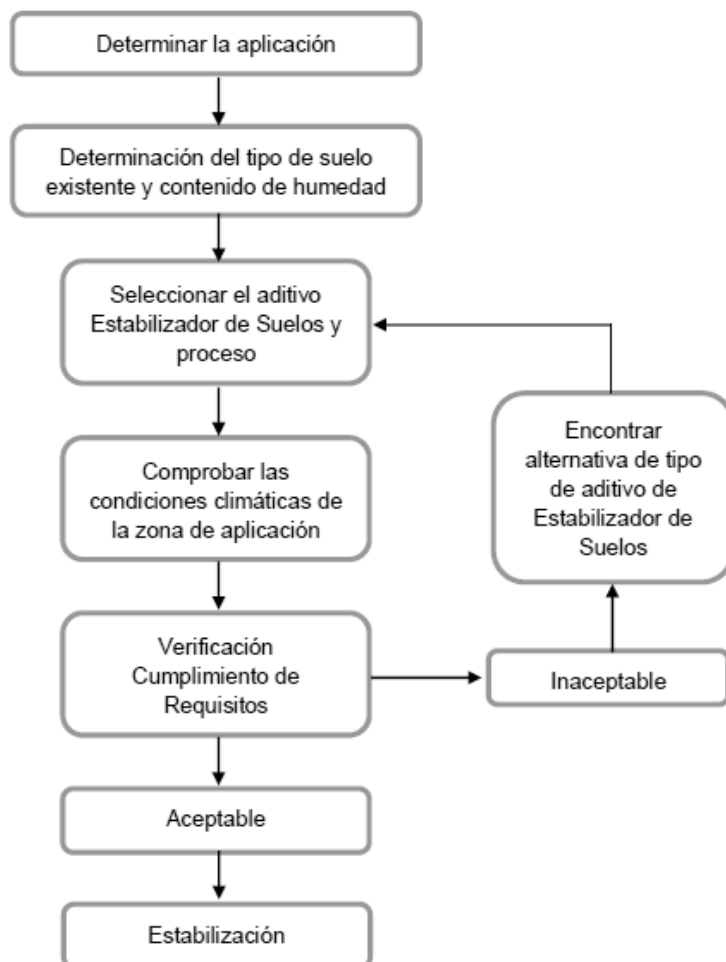 Determinar la aplicación
Determinación del tipo de suelo
existente y contenido de humedad
Seleccionar el aditivo
Estabilizador de Suelos y
proceso
Comprobar las
condiciones climáticas de
la zona de aplicación
Encontrar
alternativa de tipo
de aditivo de
Estabilizador de
Suelos
Verificación
Cumplimiento de
Requisitos
Inaceptable
Aceptable
Estabilización